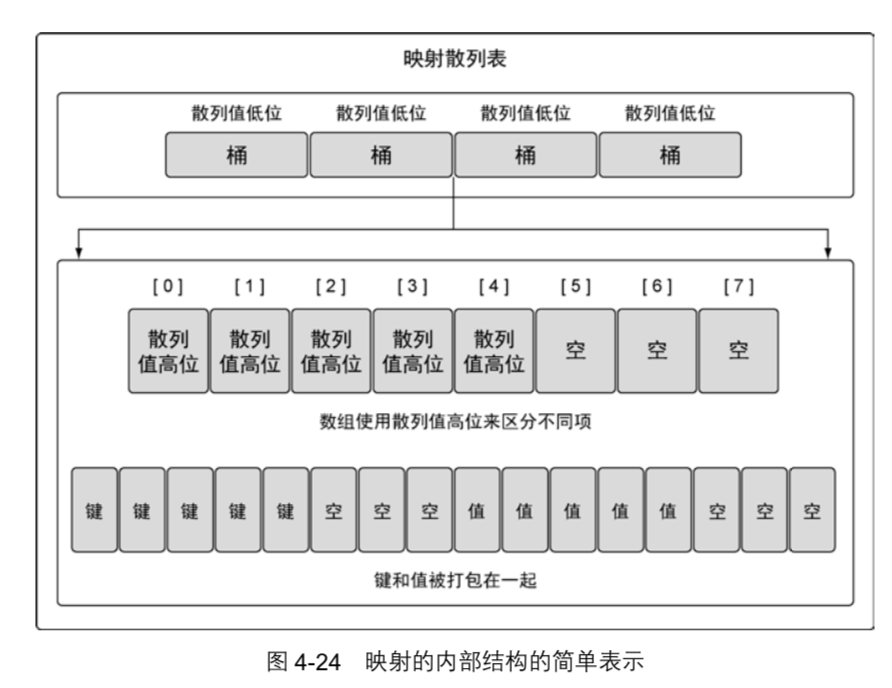 映射散列表
散列值低位 散列值低位 散列值低位 散列值低位
桶 桶 桶 桶
[0] [1] [2] [3] [4] [5] [6] [7]
散列 散列 散列 散列 散列 空 空 空
值高位 值高位 值高位 值高位 值高位
数组使用散列值高位来区分不同项
键 键 键 键 键 空 空 空 值 值 值 值 值 空 空 空
键和值被打包在一起
图 4-24 映射的内部结构的简单表示